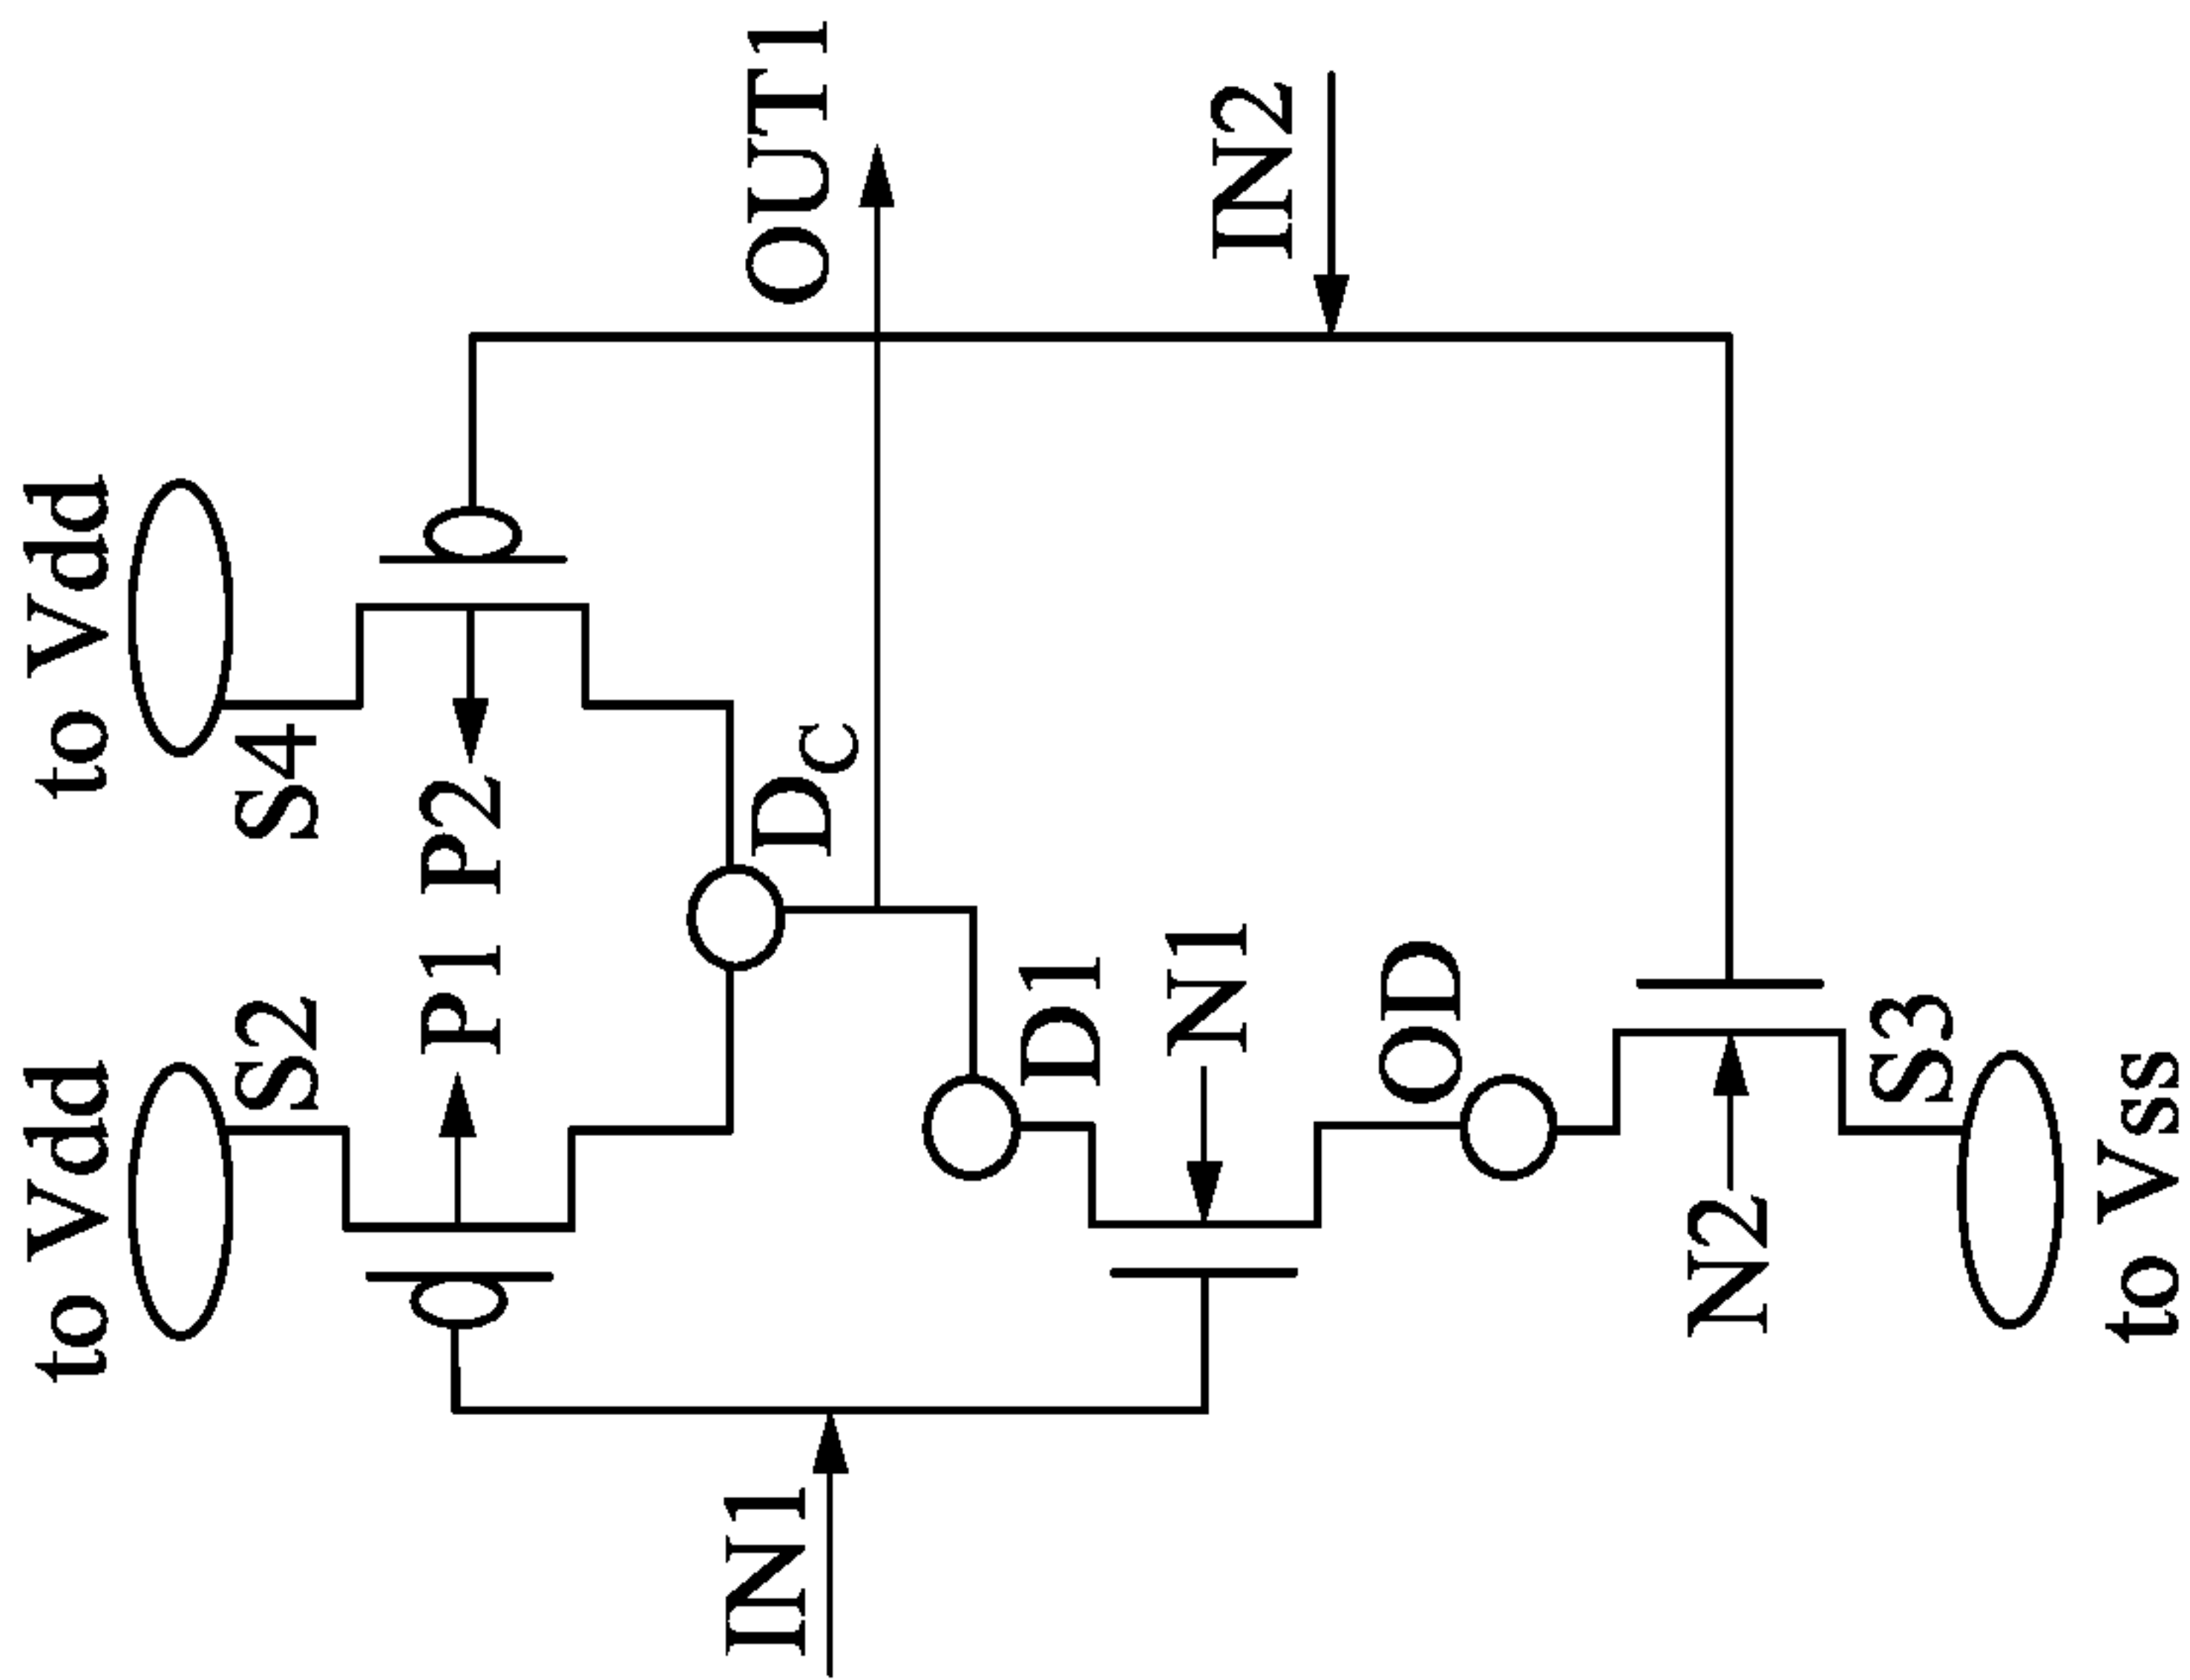 to Vdd
to Vdd
S2
S4
P1
P2
DC
OUT1
IN1
D1
N1
IN2
OD
N2
S3
to Vss